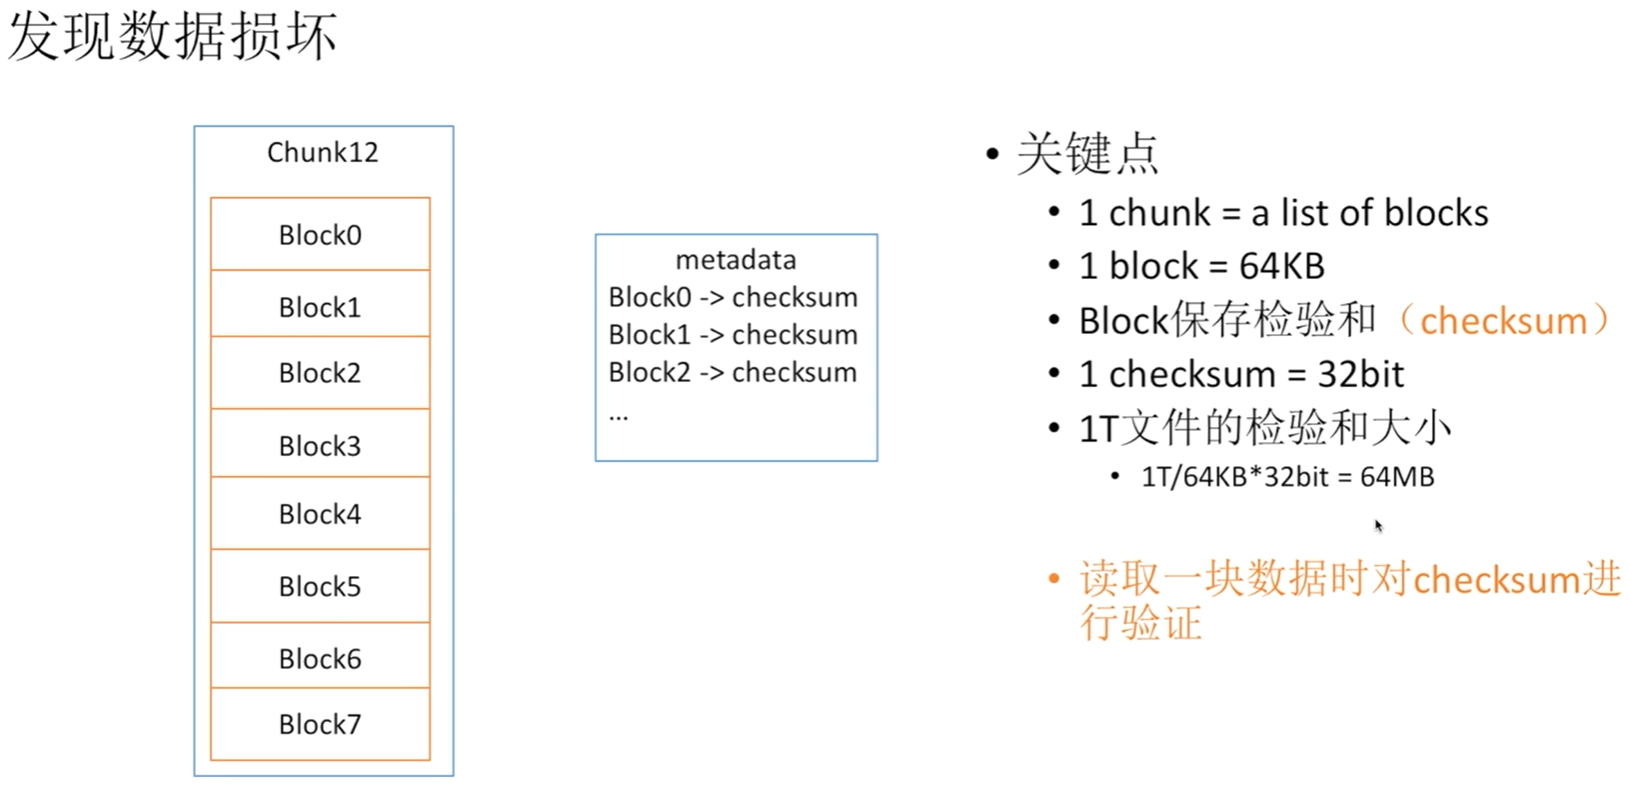 发现数据损坏
Chunk12
Block0
Block1
Block2
Block3
Block4
Block5
Block6
Block7
metadata
Block0 -> checksum
Block1 -> checksum
Block2 -> checksum
...
• 关键点
• 1 chunk = a list of blocks
• 1 block = 64KB
• Block保存检验和（checksum）
• 1 checksum = 32bit
• 1T文件的检验和大小
• 1T/64KB*32bit = 64MB
• 读取一块数据时对checksum进
行验证